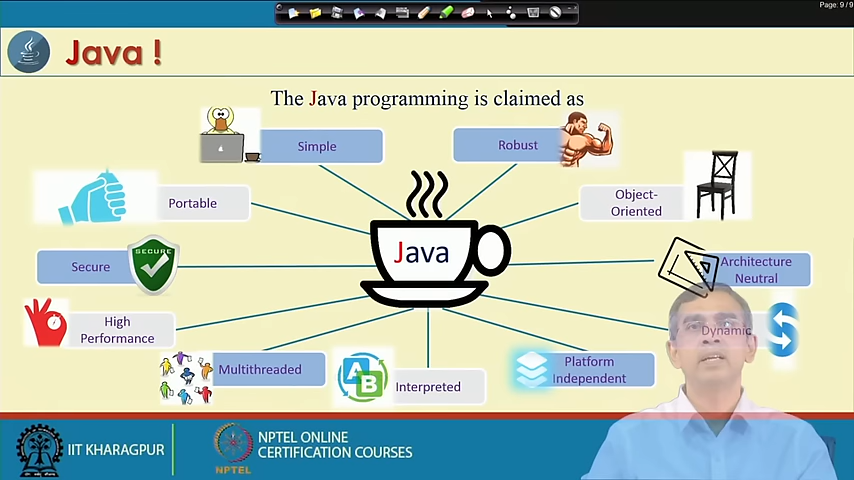 Page: 9 / 9
Java !
The Java programming is claimed as
Simple
Robust
Portable
Object-
Oriented
Java
Secure
SECURE
Architecture
Neutral
High
Performance
Dynamic
Multithreaded
A
B
Interpreted
Platform
Independent
IIT KHARAGPUR
NPTEL
NPTEL ONLINE
CERTIFICATION COURSES